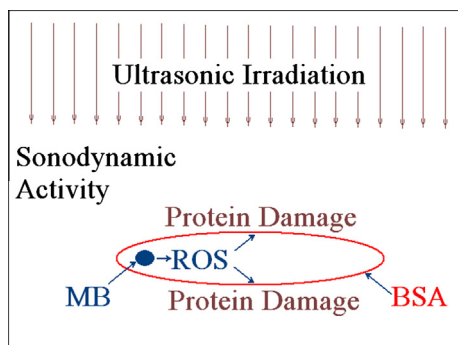 Ultrasonic Irradiation
Sonodynamic
Activity
Protein Damage
ROS
MB
Protein Damage
BSA